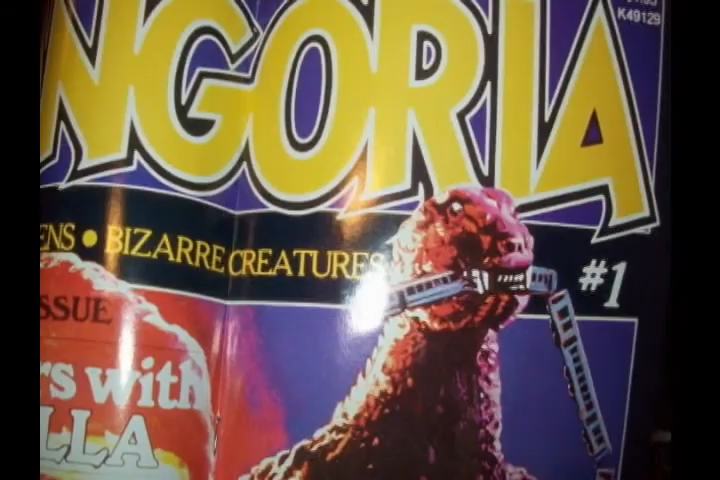 K49129
NGORIA
ENS • BIZARRE CREATURES
#1
SSUE
rs with
LLA